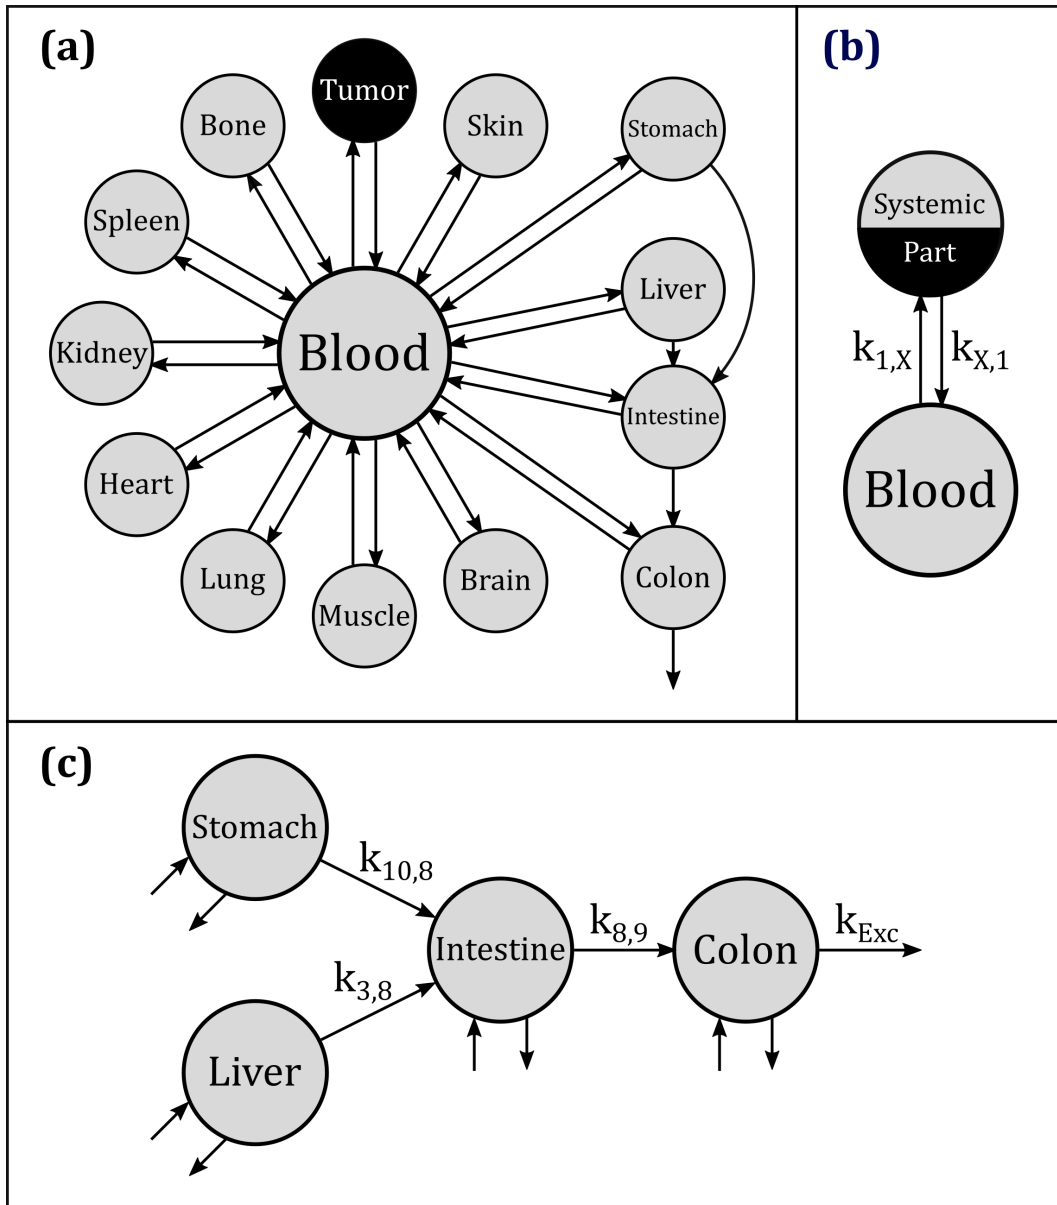 (a)
Tumor
Bone
Skin
Stomach
Spleen
Liver
Kidney
Blood
Intestine
Heart
Lung
Muscle
Brain
Colon
(b)
Systemic
Part
k1,X
kX,1
Blood
(c)
Stomach
k10,8
Intestine
k8,9
Colon
kExc
k3,8
Liver